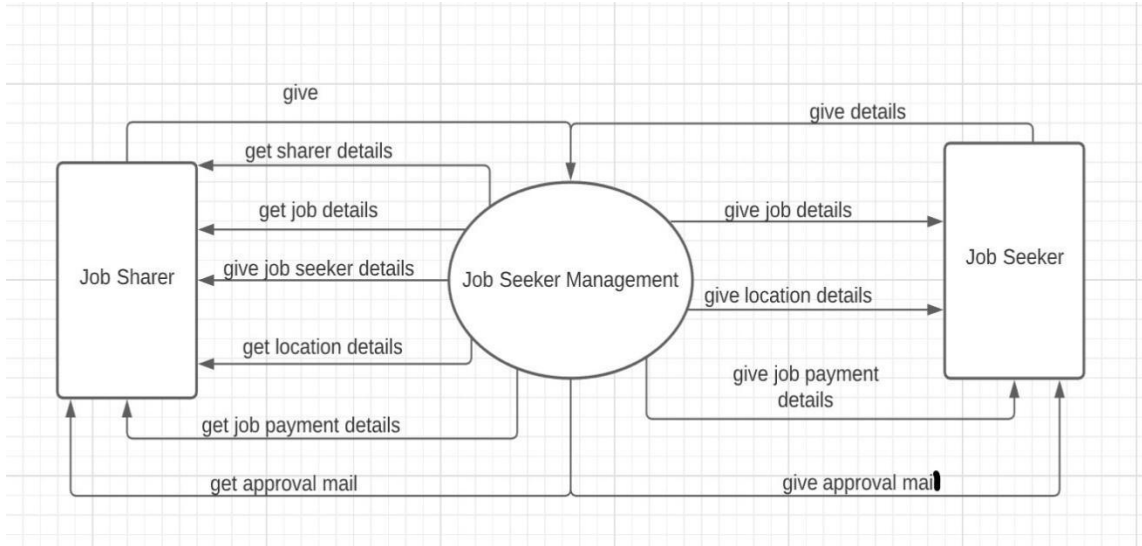 give
give details
get sharer details
get job details
give job details
Job Sharer
give job seeker details
Job Seeker Management
Job Seeker
give location details
get location details
give job payment
details
get job payment details
get approval mail
give approval mail